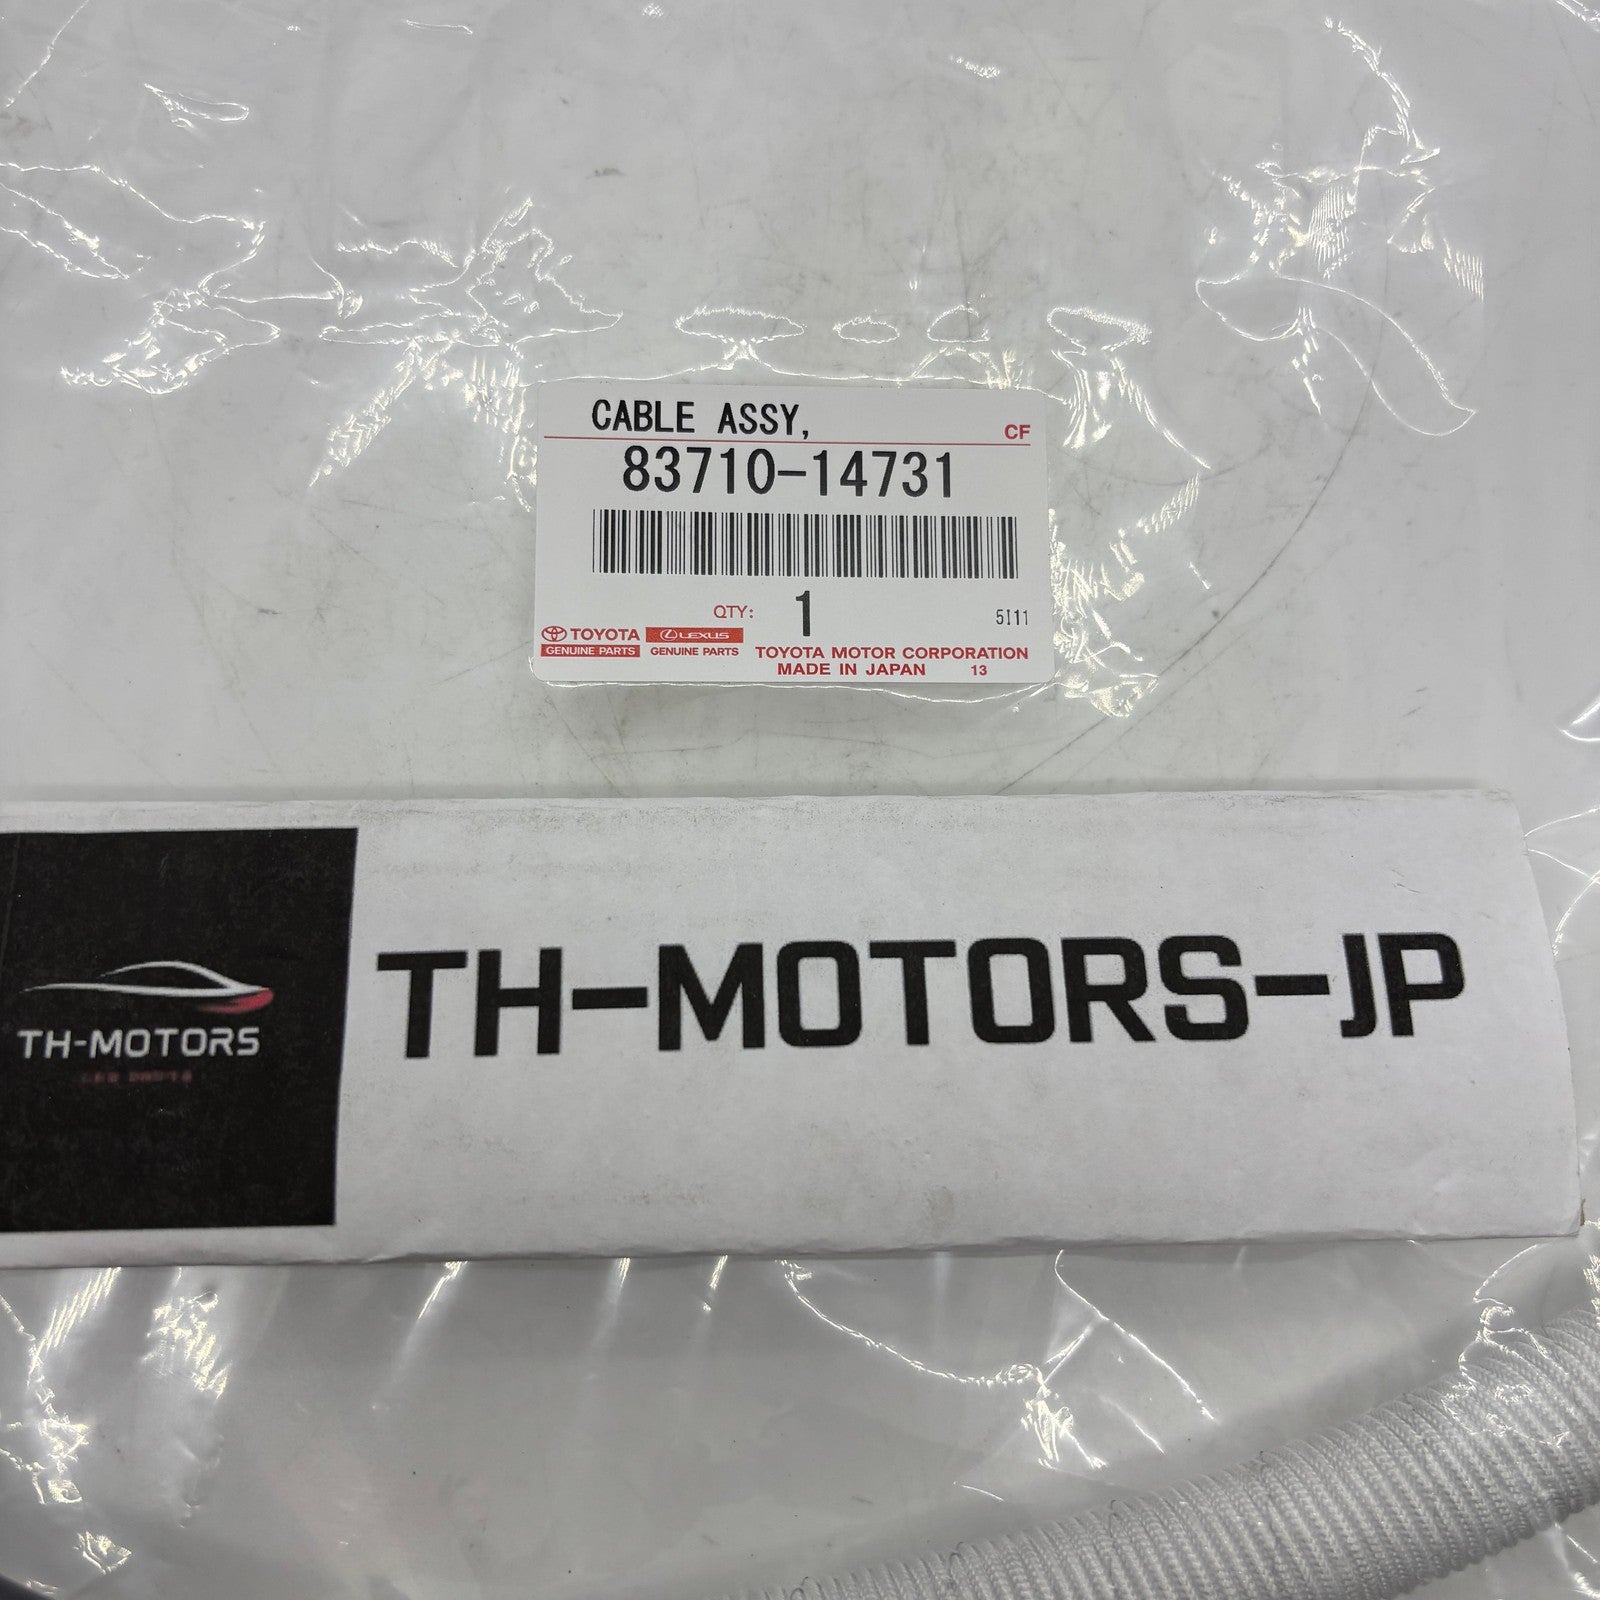 CABLE ASSY,
CF
83710-14731
QTY: 1
5I11
TOYOTA
GENUINE PARTS
LEXUS
GENUINE PARTS
TOYOTA MOTOR CORPORATION
MADE IN JAPAN 13
TH-MOTORS
TH-MOTORS-JP